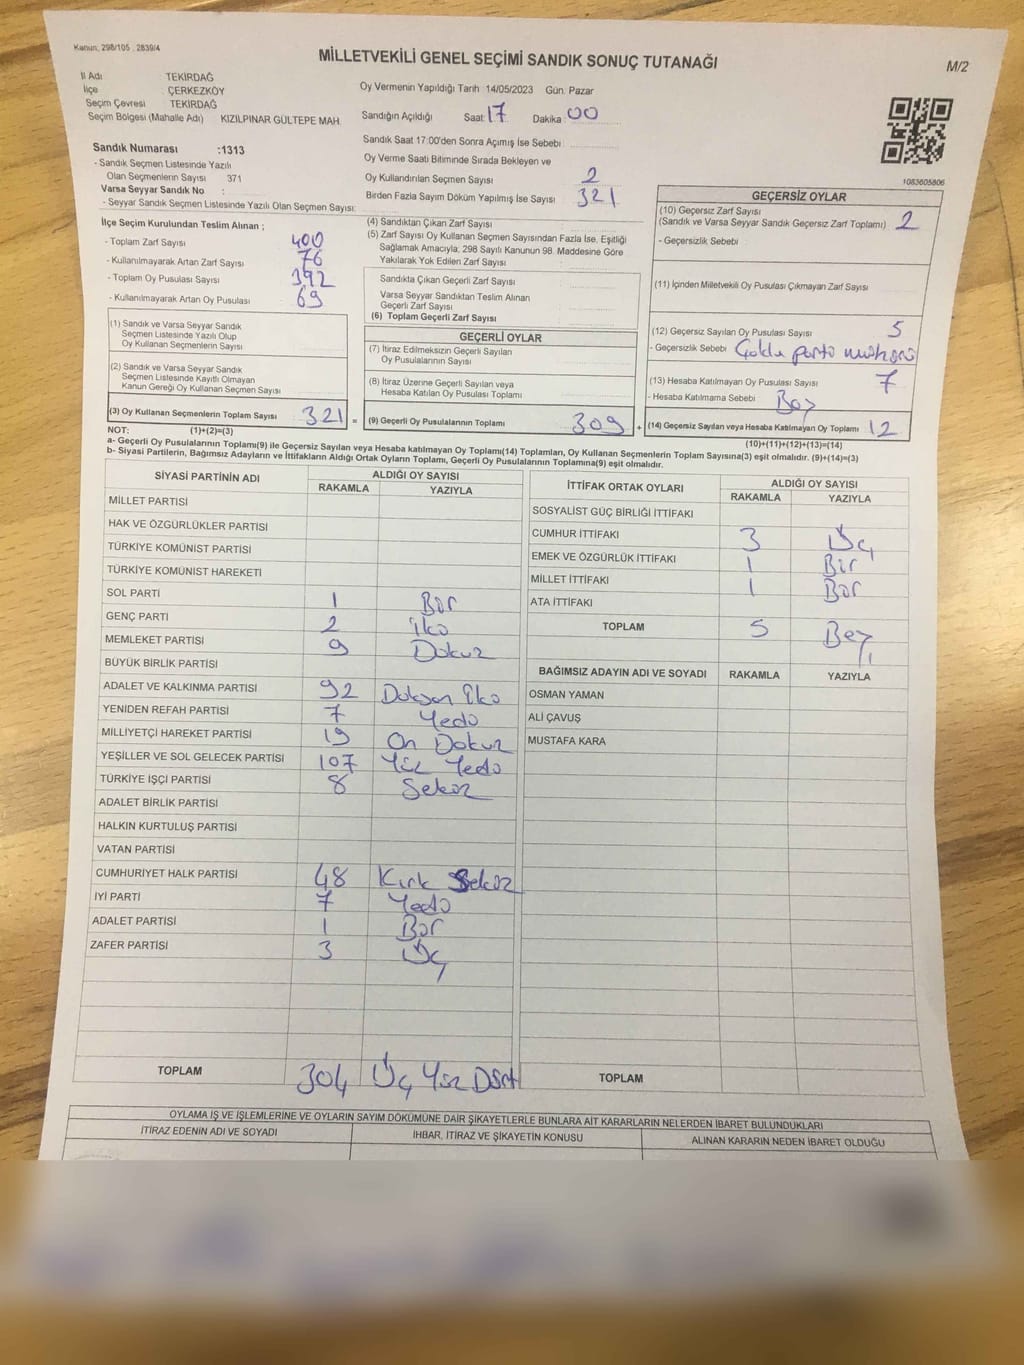 Kanun; 298/105 , 2839/4
MİLLETVEKİLİ GENEL SEÇİMİ SANDIK SONUÇ TUTANAĞI
M/2
İl Adı : TEKİRDAĞ
İlçe : ÇERKEZKÖY
Seçim Çevresi : TEKİRDAĞ
Seçim Bölgesi (Mahalle Adı) KIZILPINAR GÜLTEPE MAH.
Sandık Numarası :1313
- Sandık Seçmen Listesinde Yazılı
Olan Seçmenlerin Sayısı 371
Varsa Seyyar Sandık No :
- Seyyar Sandık Seçmen Listesinde Yazılı Olan Seçmen Sayısı:
Oy Vermenin Yapıldığı Tarih 14/05/2023 Gün: Pazar
Sandığın Açıldığı Saat: 17 Dakika: 00
Sandık Saat 17:00'den Sonra Açımış İse Sebebi :
Oy Verme Saati Bitiminde Sırada Bekleyen ve
Oy Kullandırılan Seçmen Sayısı 2
Birden Fazla Sayım Döküm Yapılmış İse Sayısı 321
1083605806
İlçe Seçim Kurulundan Teslim Alınan ;
- Toplam Zarf Sayısı 400
- Kullanılmayarak Artan Zarf Sayısı 76
- Toplam Oy Pusulası Sayısı 392
- Kullanılmayarak Artan Oy Pusulası 69
(1) Sandık ve Varsa Seyyar Sandık
Seçmen Listesinde Yazılı Olup
Oy Kullanan Seçmenlerin Sayısı
(2) Sandık ve Varsa Seyyar Sandık
Seçmen Listesinde Kayıtlı Olmayan
Kanun Gereği Oy Kullanan Seçmen Sayısı
(3) Oy Kullanan Seçmenlerin Toplam Sayısı 321 =
(4) Sandıktan Çıkan Zarf Sayısı
(5) Zarf Sayısı Oy Kullanan Seçmen Sayısından Fazla İse, Eşitliği
Sağlamak Amacıyla; 298 Sayılı Kanunun 98. Maddesine Göre
Yakılarak Yok Edilen Zarf Sayısı
Sandıkta Çıkan Geçerli Zarf Sayısı
Varsa Seyyar Sandıktan Teslim Alınan
Geçerli Zarf Sayısı
(6) Toplam Geçerli Zarf Sayısı
GEÇERLİ OYLAR
(7) İtiraz Edilmeksizin Geçerli Sayılan
Oy Pusulalarının Sayısı
(8) İtiraz Üzerine Geçerli Sayılan veya
Hesaba Katılan Oy Pusulası Toplamı
(9) Geçerli Oy Pusulalarının Toplamı 309 +
GEÇERSİZ OYLAR
(10) Geçersiz Zarf Sayısı
(Sandık ve Varsa Seyyar Sandık Geçersiz Zarf Toplamı) 2
- Geçersizlik Sebebi
(11) İçinden Milletvekili Oy Pusulası Çıkmayan Zarf Sayısı
(12) Geçersiz Sayılan Oy Pusulası Sayısı 5
- Geçersizlik Sebebi
(13) Hesaba Katılmayan Oy Pusulası Sayısı 7
- Hesaba Katılmama Sebebi
(14) Geçersiz Sayılan veya Hesaba Katılmayan Oy Toplamı 12
NOT: (1)+(2)=(3)
(10)+(11)+(12)+(13)=(14)
a- Geçerli Oy Pusulalarının Toplamı(9) ile Geçersiz Sayılan veya Hesaba katılmayan Oy Toplamı(14) Toplamları, Oy Kullanan Seçmenlerin Toplam Sayısına(3) eşit olmalıdır. (9)+(14)=(3)
b- Siyasi Partilerin, Bağımsız Adayların ve İttifakların Aldığı Ortak Oyların Toplamı, Geçerli Oy Pusulalarının Toplamına(9) eşit olmalıdır.
SİYASİ PARTİNİN ADI ALDIĞI OY SAYISI
RAKAMLA YAZIYLA
MİLLET PARTİSİ
HAK VE ÖZGÜRLÜKLER PARTİSİ
TÜRKİYE KOMÜNİST PARTİSİ
TÜRKİYE KOMÜNİST HAREKETİ
SOL PARTİ 1 Bir
GENÇ PARTİ 2 İki
MEMLEKET PARTİSİ 9 Dokuz
BÜYÜK BİRLİK PARTİSİ
ADALET VE KALKINMA PARTİSİ 92 Doksan İki
YENİDEN REFAH PARTİSİ 7 Yedi
MİLLİYETÇİ HAREKET PARTİSİ 19 On Dokuz
YEŞİLLER VE SOL GELECEK PARTİSİ 107 Yüz Yedi
TÜRKİYE İŞÇİ PARTİSİ 8 Sekiz
ADALET BİRLİK PARTİSİ
HALKIN KURTULUŞ PARTİSİ
VATAN PARTİSİ
CUMHURİYET HALK PARTİSİ 48 Kırk Sekiz
İYİ PARTİ 7 Yedi
ADALET PARTİSİ 1 Bir
ZAFER PARTİSİ 3 Üç
TOPLAM 304 Üç Yüz Dört
İTTİFAK ORTAK OYLARI ALDIĞI OY SAYISI
RAKAMLA YAZIYLA
SOSYALİST GÜÇ BİRLİĞİ İTTİFAKI
CUMHUR İTTİFAKI 3 Üç
EMEK VE ÖZGÜRLÜK İTTİFAKI 1 Bir
MİLLET İTTİFAKI 1 Bir
ATA İTTİFAKI
TOPLAM 5 Beş
BAĞIMSIZ ADAYIN ADI VE SOYADI RAKAMLA YAZIYLA
OSMAN YAMAN
ALİ ÇAVUŞ
MUSTAFA KARA
TOPLAM
OYLAMA İŞ VE İŞLEMLERİNE VE OYLARIN SAYIM DÖKÜMÜNE DAİR ŞİKAYETLERLE BUNLARA AİT KARARLARIN NELERDEN İBARET BULUNDUKLARI
İTİRAZ EDENİN ADI VE SOYADI İHBAR, İTİRAZ VE ŞİKAYETİN KONUSU ALINAN KARARIN NEDEN İBARET OLDUĞU